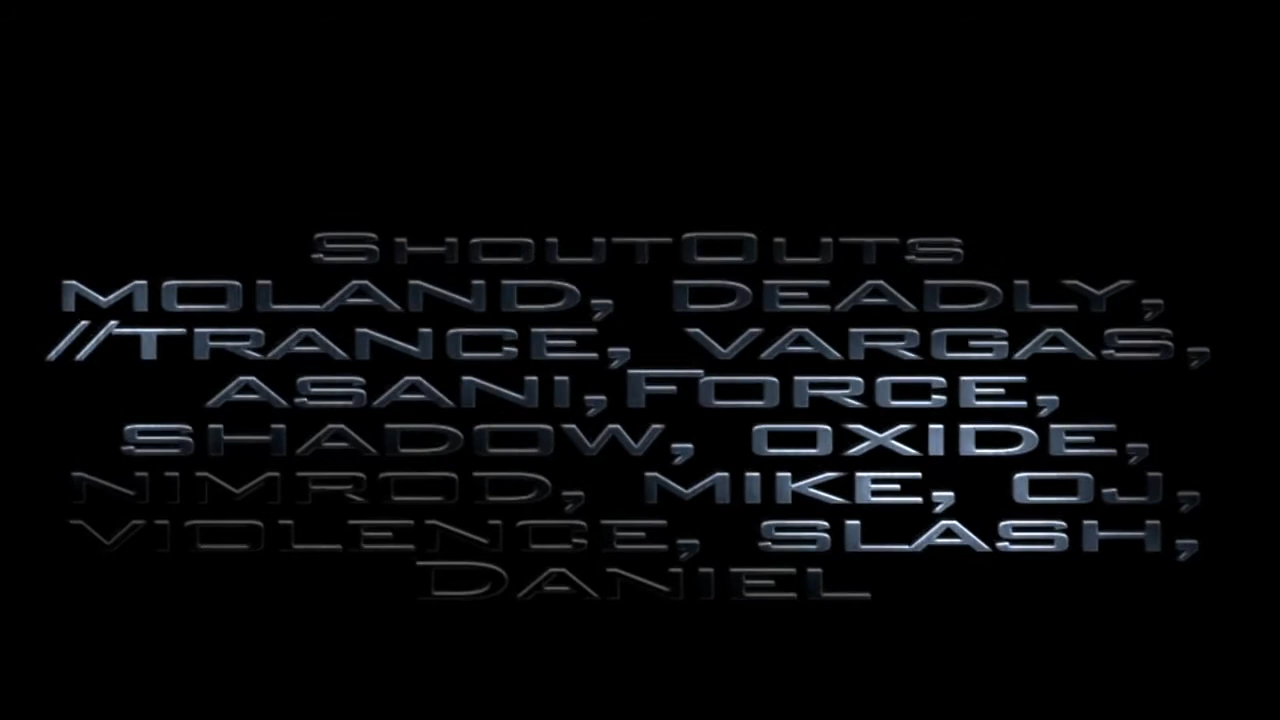 ShoutOuts
MOLAND, DEADLY,
//TRANCE, VARGAS,
ASANI,FORCE,
SHADOW, OXIDE,
NIMROD, MIKE, OJ,
VIOLENCE, SLASH,
DANIEL